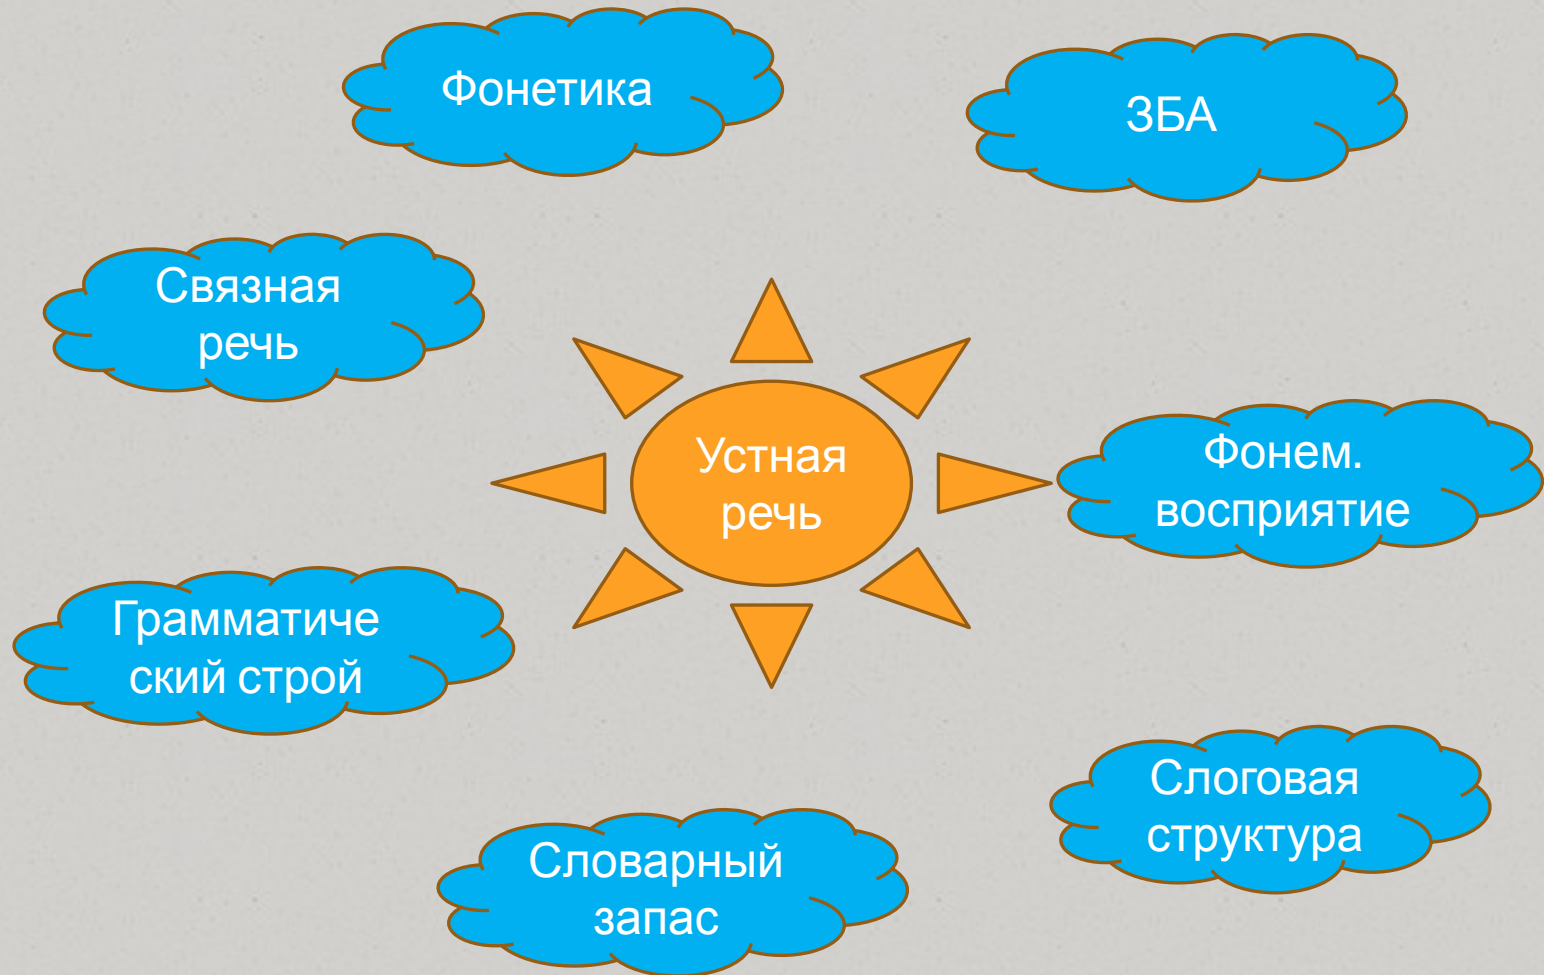 Фонетика
ЗБА
Связная
речь
Устная
речь
Фонем.
восприятие
Грамматиче
ский строй
Слоговая
структура
Словарный
запас